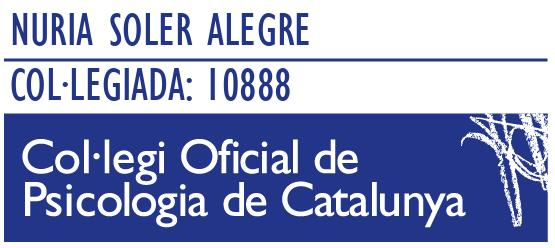 NURIA SOLER ALEGRE
COL·LEGIADA: 10888
Col·legi Oficial de
Psicologia de Catalunya